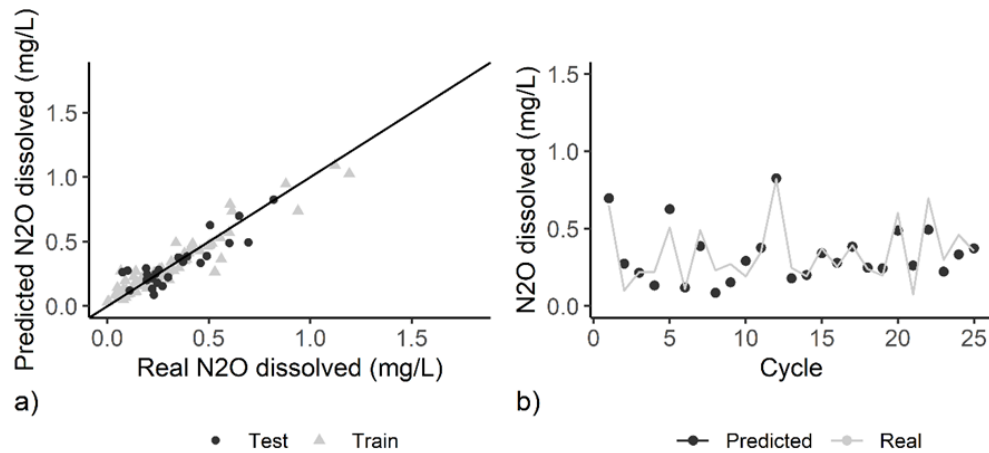 Predicted N2O dissolved (mg/L)
1.5
1.0
0.5
0.0
0.0 0.5 1.0 1.5
Real N2O dissolved (mg/L)
a)
Test Train
N2O dissolved (mg/L)
1.5
1.0
0.5
0.0
0 5 10 15 20 25
Cycle
b)
Predicted Real